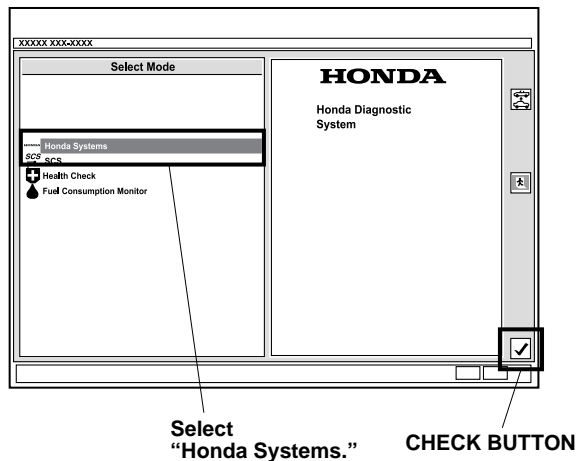 XXXXX XXX-XXXX
Select Mode
HONDA
Honda Diagnostic
System
HONDA Honda Systems
SCS SCS
Health Check
Fuel Consumption Monitor
Select
“Honda Systems.”
CHECK BUTTON